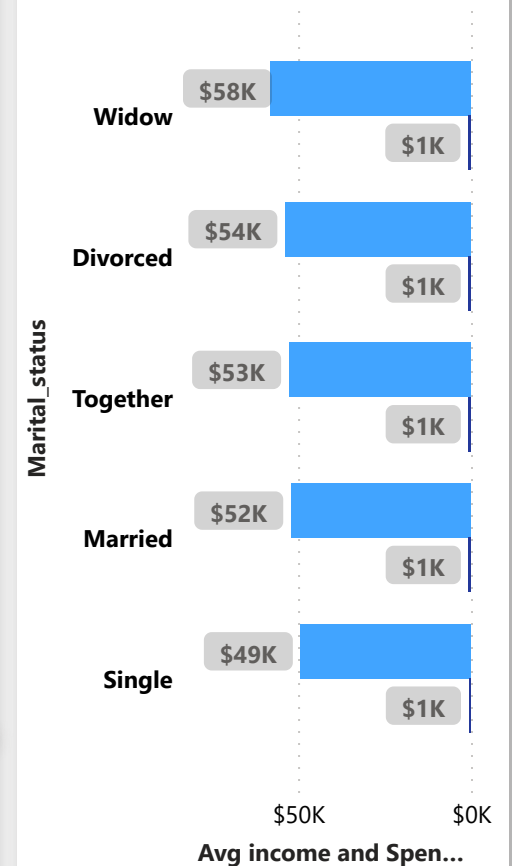 Marital_status
Widow
$58K
$1K
Divorced
$54K
$1K
Together
$53K
$1K
Married
$52K
$1K
Single
$49K
$1K
$50K $0K
Avg income and Spen...